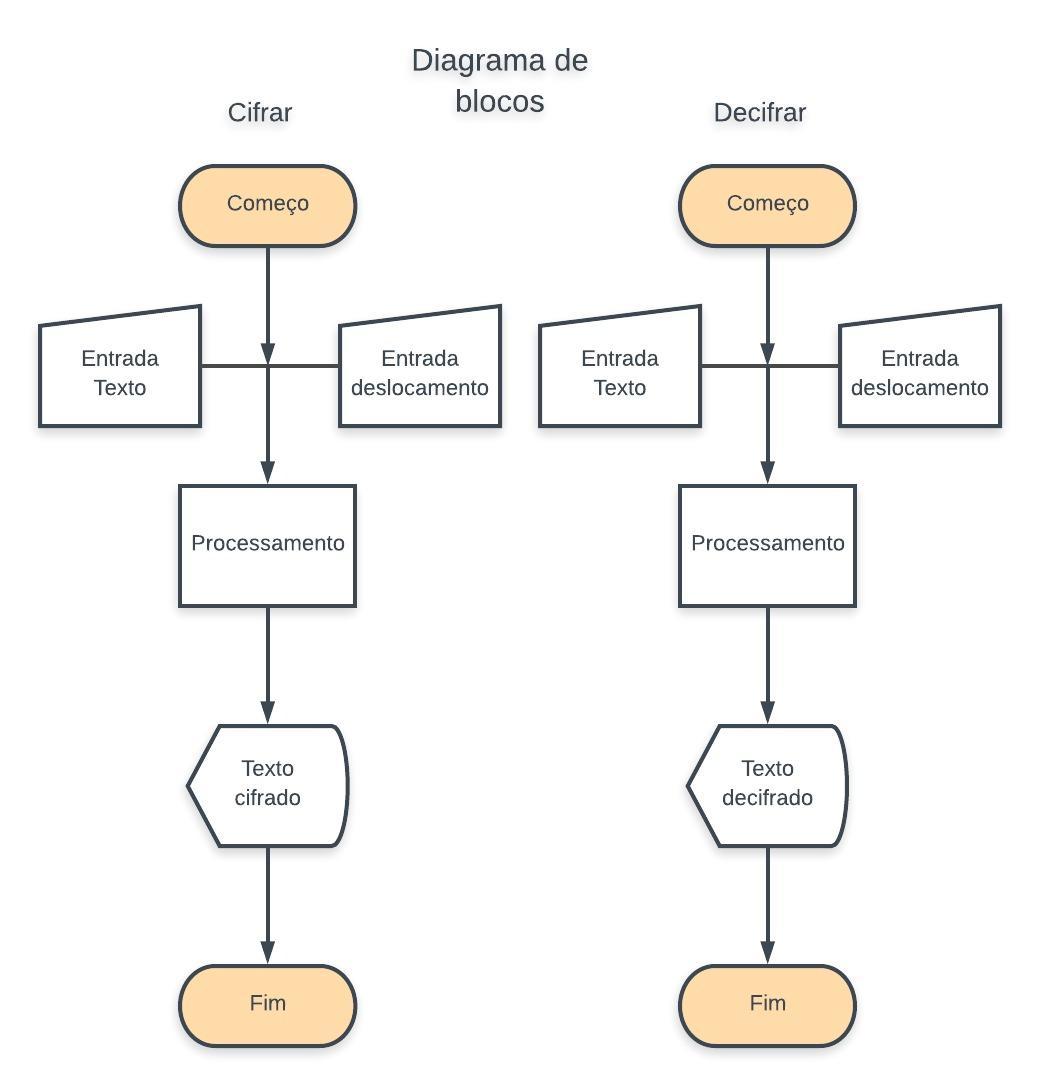 Diagrama de
blocos
Cifrar
Decifrar
Começo
Começo
Entrada
Texto
Entrada
deslocamento
Entrada
Texto
Entrada
deslocamento
Processamento
Processamento
Texto
cifrado
Texto
decifrado
Fim
Fim